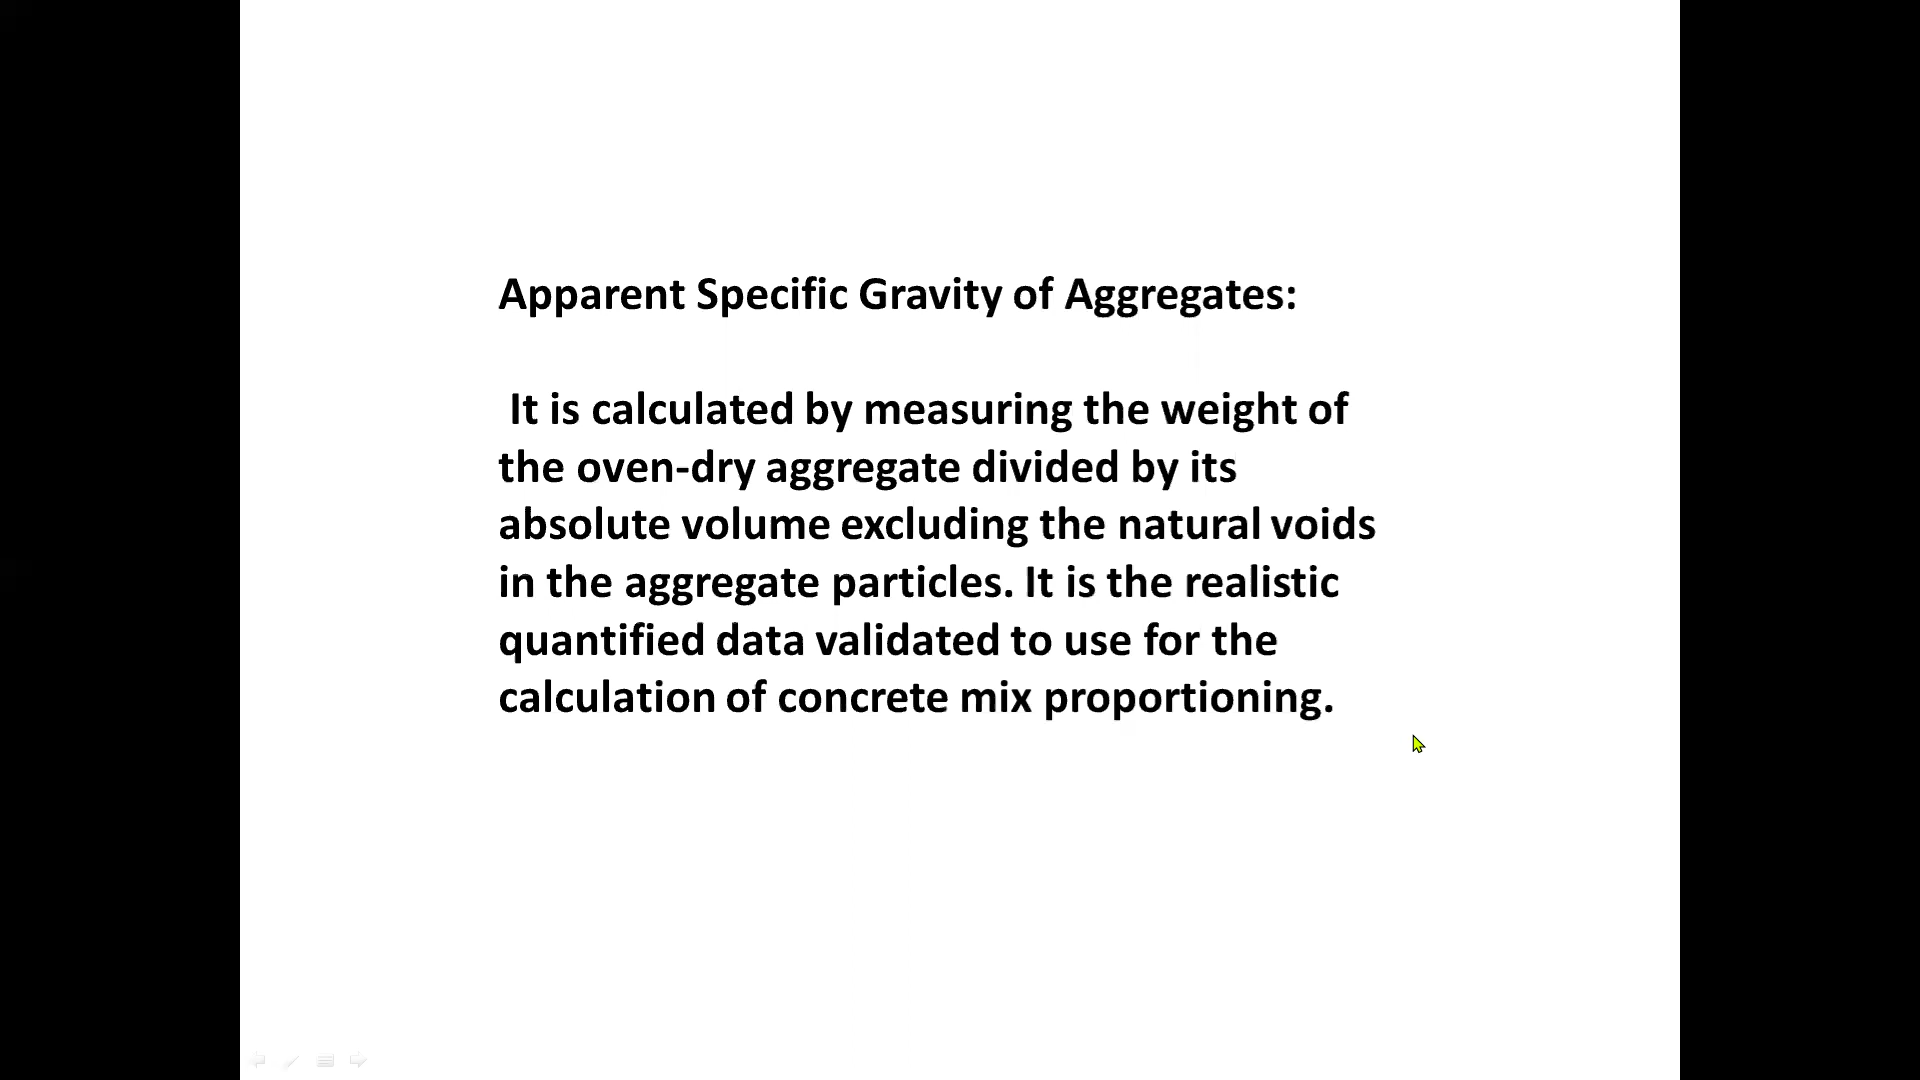 Apparent Specific Gravity of Aggregates:
It is calculated by measuring the weight of
the oven-dry aggregate divided by its
absolute volume excluding the natural voids
in the aggregate particles. It is the realistic
quantified data validated to use for the
calculation of concrete mix proportioning.